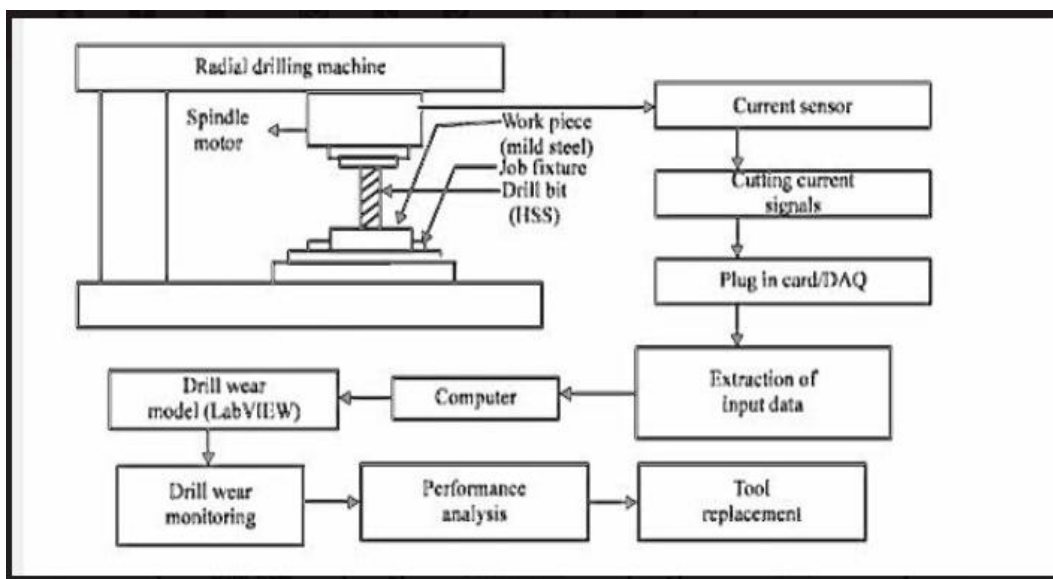 Radial drilling machine
Spindle
motor
Work piece
(mild steel)
Job fixture
Drill bit
(HSS)
Current sensor
Cutting current
signals
Plug in card/DAQ
Extraction of
input data
Computer
Drill wear
model (LabVIEW)
Drill wear
monitoring
Performance
analysis
Tool
replacement